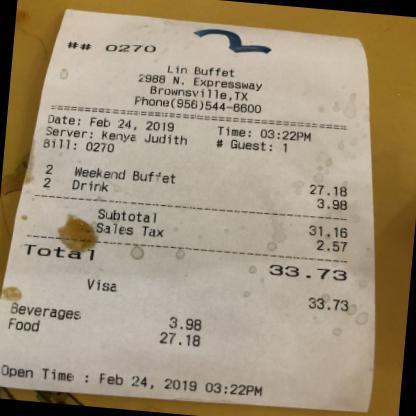 ## 0270
Lin Buffet
2988 N. Expressway
Brownsville,TX
Phone(956)544-6600
Date: Feb 24, 2019 Time: 03:22PM
Server: Kenya Judith # Guest: 1
Bill: 0270
2 Weekend Buffet 27.18
2 Drink 3.98
Subtotal 31.16
Sales Tax 2.57
Total 33.73
Visa 33.73
Beverages 3.98
Food 27.18
Open Time : Feb 24, 2019 03:22PM